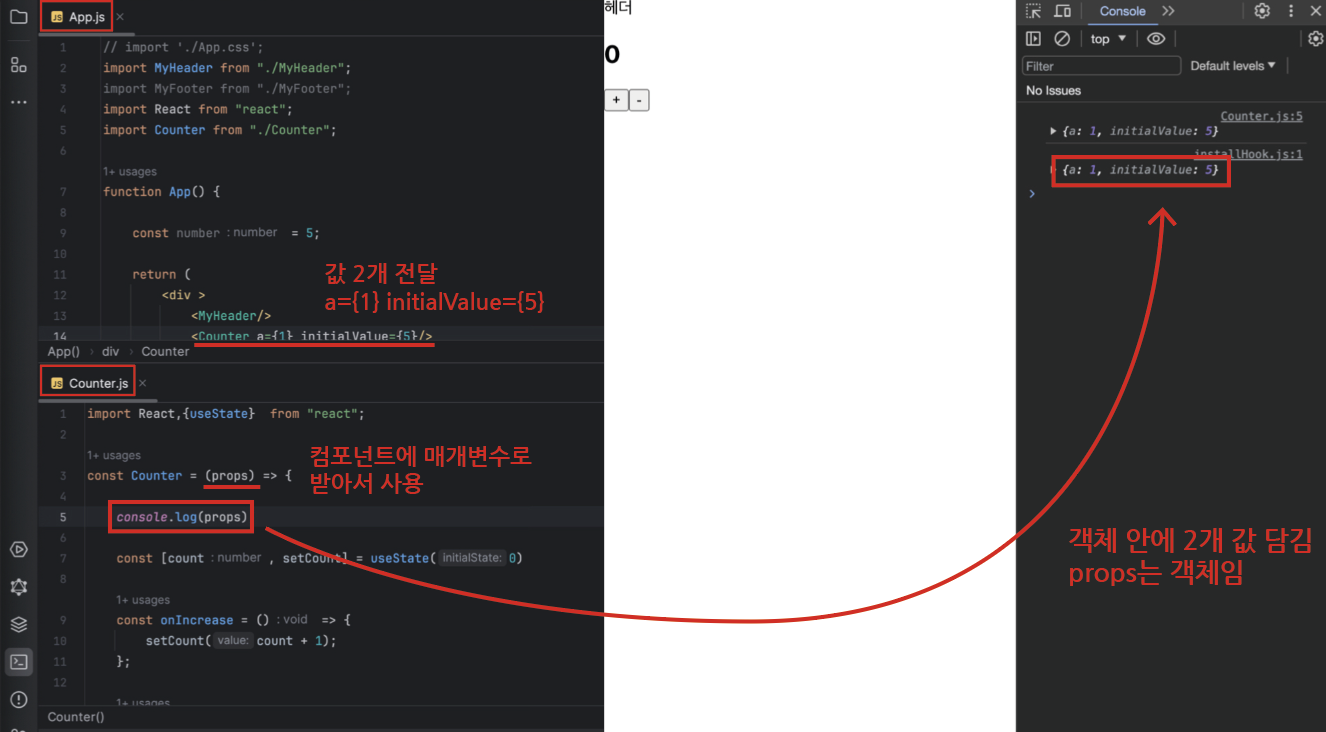 JS App.js ×
1 // import './App.css';
2 import MyHeader from "./MyHeader";
3 import MyFooter from "./MyFooter";
4 import React from "react";
5 import Counter from "./Counter";
6
1+ usages
7 function App() {
8
9 const number : number = 5;
10
11 return (
12 <div >
13 <MyHeader/>
14 <Counter a={1} initialValue={5}/>
값 2개 전달
a={1} initialValue={5}
App() › div › Counter
JS Counter.js ×
1 import React,{useState} from "react";
2
1+ usages
3 const Counter = (props) => {
4
5 console.log(props)
6
7 const [count : number , setCount] = useState( initialState: 0)
8
1+ usages
9 const onIncrease = () : void => {
10 setCount( value: count + 1);
11 };
12
1+ usages
컴포넌트에 매개변수로
받아서 사용
Counter()
헤더
0
+ -
Console
top ▼
Filter Default levels ▼
No Issues
Counter.js:5
▶ {a: 1, initialValue: 5}
installHook.js:1
▶ {a: 1, initialValue: 5}
›
객체 안에 2개 값 담김
props는 객체임